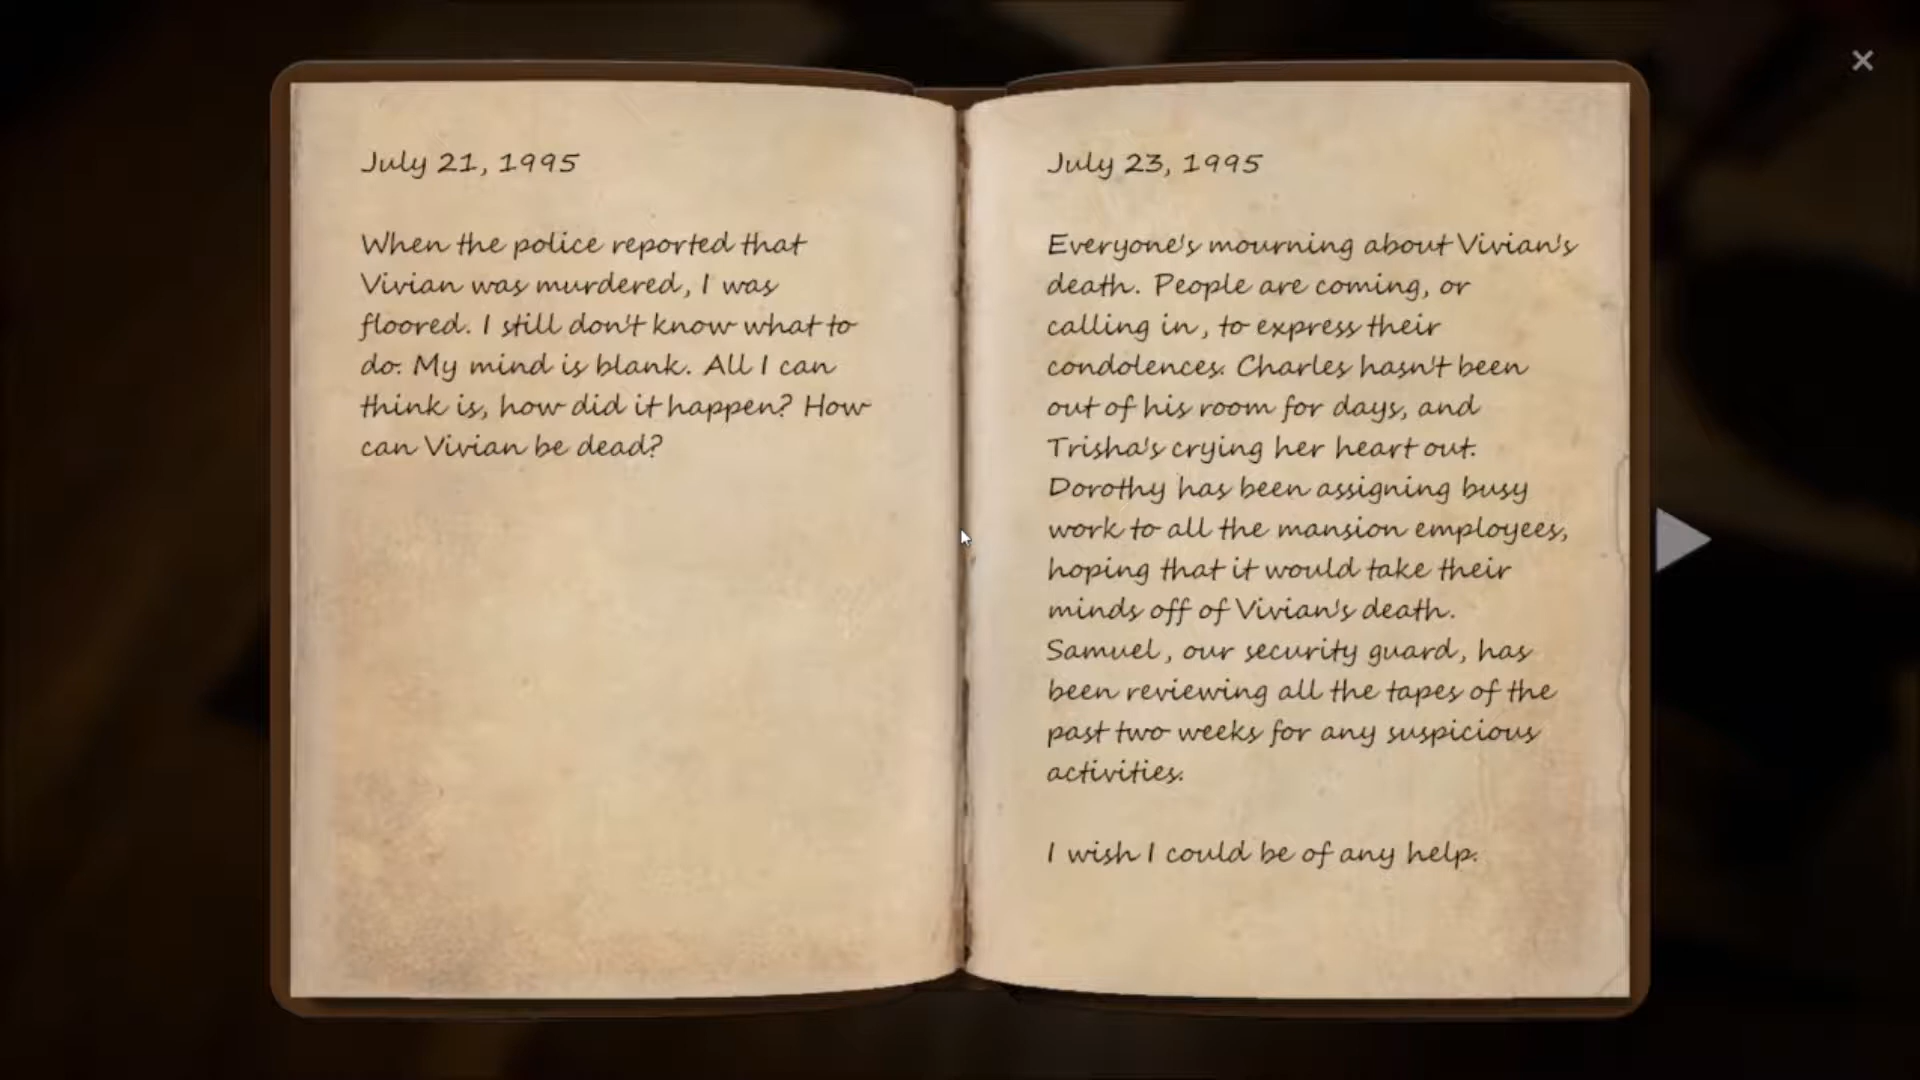 July 21, 1995
When the police reported that
Vivian was murdered, I was
floored. I still don't know what to
do. My mind is blank. All I can
think is, how did it happen? How
can Vivian be dead?
July 23, 1995
Everyone's mourning about Vivian's
death. People are coming, or
calling in, to express their
condolences. Charles hasn't been
out of his room for days, and
Trisha's crying her heart out.
Dorothy has been assigning busy
work to all the mansion employees,
hoping that it would take their
minds off of Vivian's death.
Samuel, our security guard, has
been reviewing all the tapes of the
past two weeks for any suspicious
activities.
I wish I could be of any help.